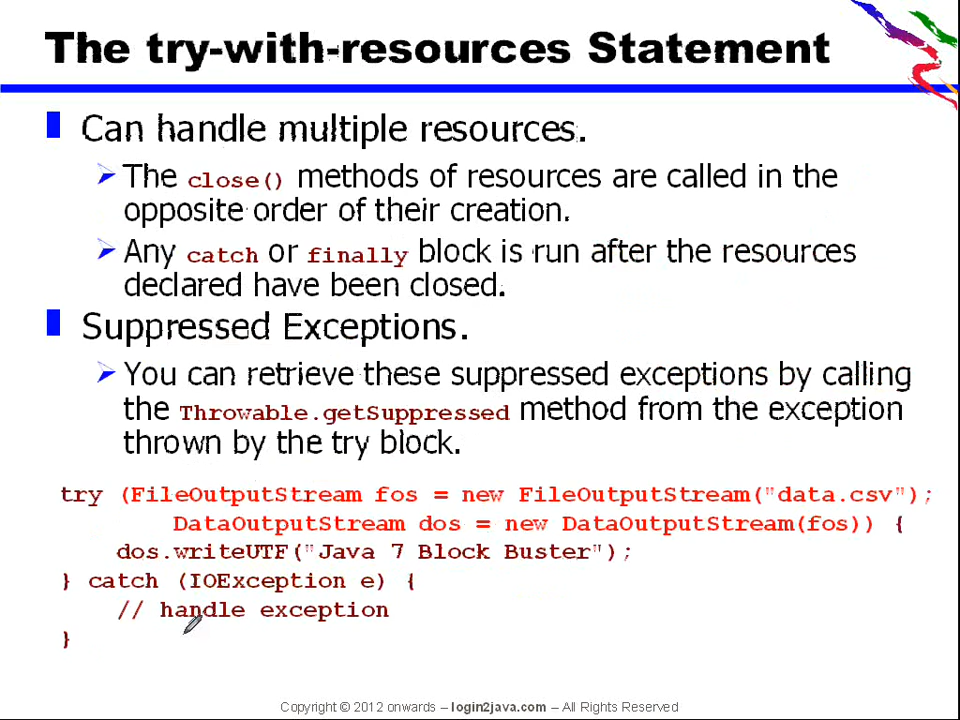 The try-with-resources Statement
Can handle multiple resources.
The close() methods of resources are called in the
opposite order of their creation.
Any catch or finally block is run after the resources
declared have been closed.
Suppressed Exceptions.
You can retrieve these suppressed exceptions by calling
the Throwable.getSuppressed method from the exception
thrown by the try block.
try (FileOutputStream fos = new FileOutputStream("data.csv");
DataOutputStream dos = new DataOutputStream(fos)) {
dos.writeUTF("Java 7 Block Buster");
} catch (IOException e) {
// handle exception
}
Copyright © 2012 onwards – login2java.com – All Rights Reserved